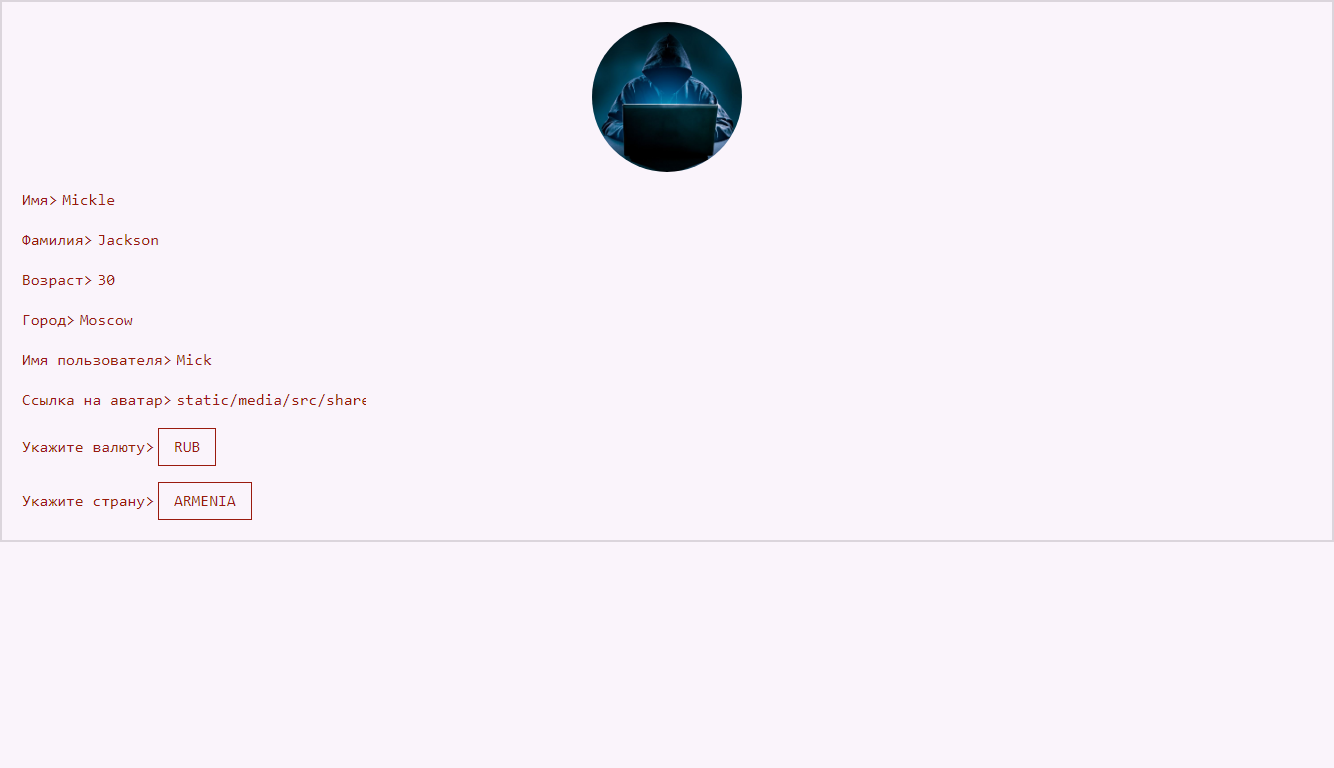 Имя> Mickle
Фамилия> Jackson
Возраст> 30
Город> Moscow
Имя пользователя> Mick
Ссылка на аватар> static/media/src/share
Укажите валюту> RUB
Укажите страну> ARMENIA